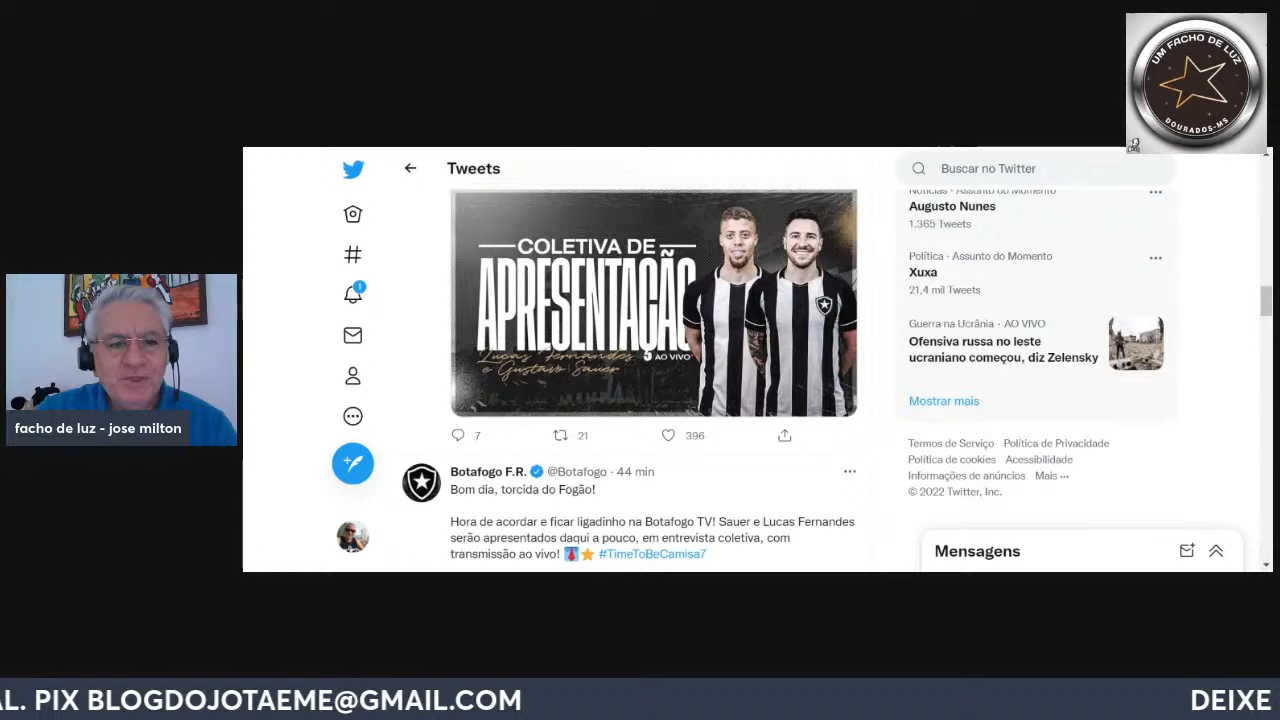 UM FACHO DE LUZ
DOURADOS-MS
Tweets
Buscar no Twitter
COLETIVA DE
APRESENTAÇÃO
Lucas Fernandes
e Gustavo Sauer
AO VIVO
7
21
396
Botafogo F.R. @Botafogo · 44 min
Bom dia, torcida do Fogão!
Hora de acordar e ficar ligadinho na Botafogo TV! Sauer e Lucas Fernandes
serão apresentados daqui a pouco, em entrevista coletiva, com
transmissão ao vivo! #TimeToBeCamisa7
Notícias · Assunto do Momento
Augusto Nunes
1.365 Tweets
Política · Assunto do Momento
Xuxa
21,4 mil Tweets
Guerra na Ucrânia · AO VIVO
Ofensiva russa no leste
ucraniano começou, diz Zelensky
Mostrar mais
Termos de Serviço Política de Privacidade
Política de cookies Acessibilidade
Informações de anúncios Mais ···
© 2022 Twitter, Inc.
Mensagens
1
facho de luz - jose milton
AL. PIX BLOGDOJOTAEME@GMAIL.COM DEIXE